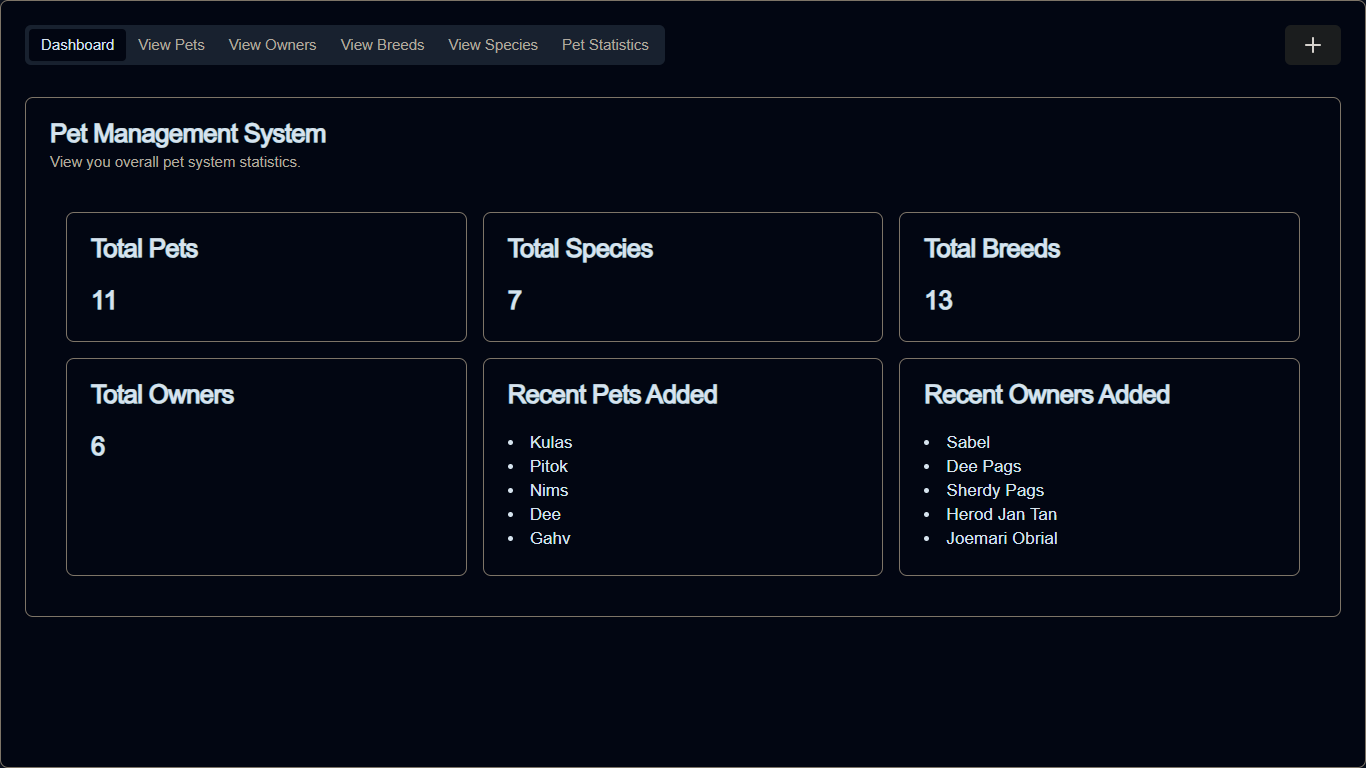 Dashboard View Pets View Owners View Breeds View Species Pet Statistics +
Pet Management System
View you overall pet system statistics.
Total Pets
11
Total Species
7
Total Breeds
13
Total Owners
6
Recent Pets Added
• Kulas
• Pitok
• Nims
• Dee
• Gahv
Recent Owners Added
• Sabel
• Dee Pags
• Sherdy Pags
• Herod Jan Tan
• Joemari Obrial